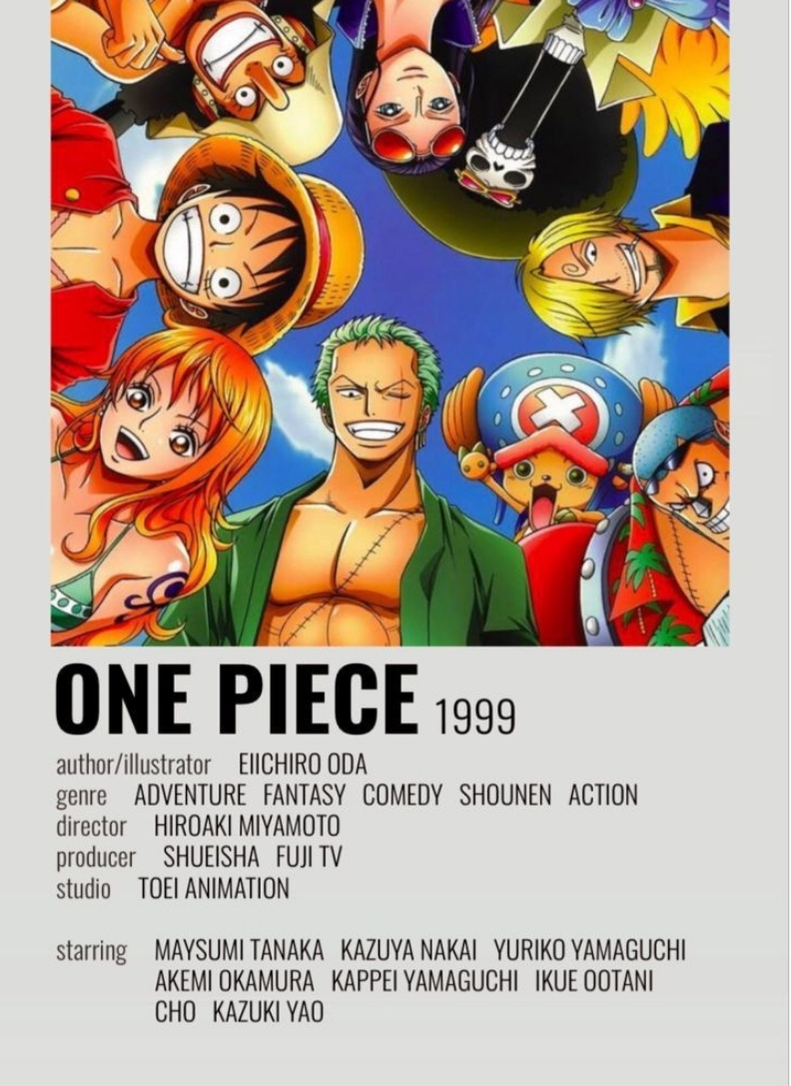 ONE PIECE 1999
author/illustrator EIICHIRO ODA
genre ADVENTURE FANTASY COMEDY SHOUNEN ACTION
director HIROAKI MIYAMOTO
producer SHUEISHA FUJI TV
studio TOEI ANIMATION
starring MAYSUMI TANAKA KAZUYA NAKAI YURIKO YAMAGUCHI
AKEMI OKAMURA KAPPEI YAMAGUCHI IKUE OOTANI
CHO KAZUKI YAO